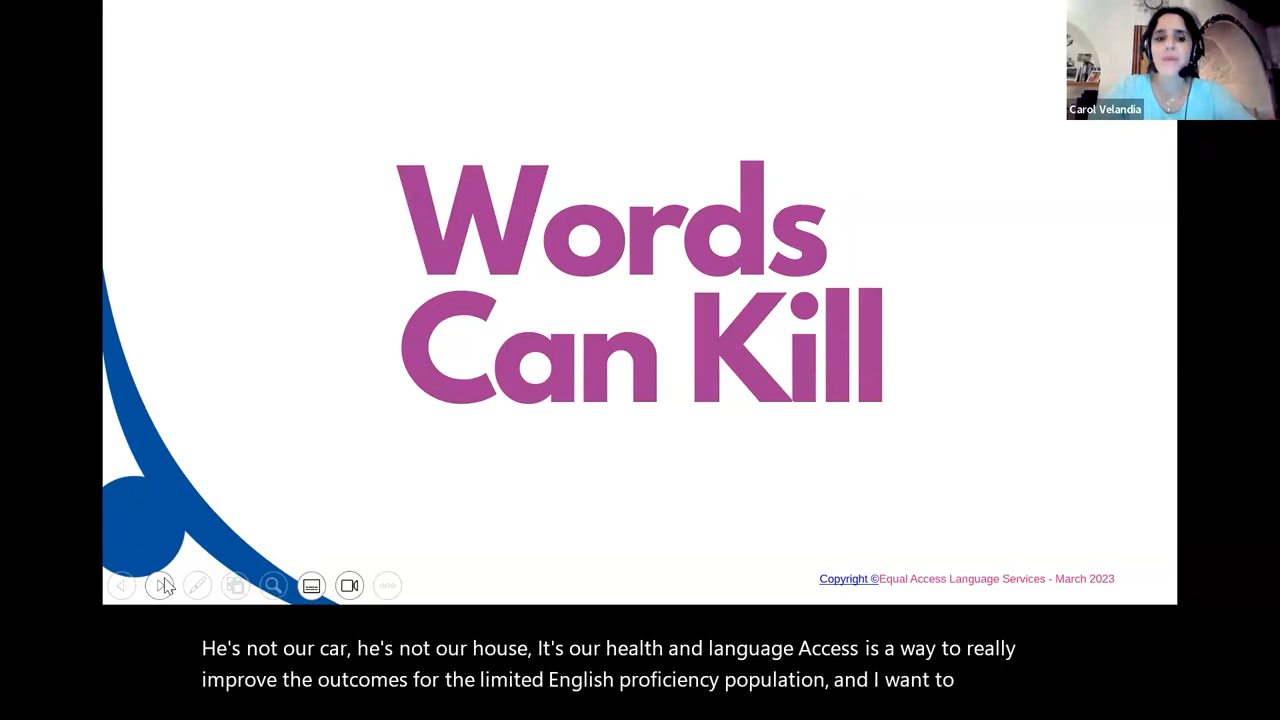 Carol Velandia
Words
Can Kill
Copyright ©Equal Access Language Services - March 2023
He's not our car, he's not our house, It's our health and language Access is a way to really
improve the outcomes for the limited English proficiency population, and I want to